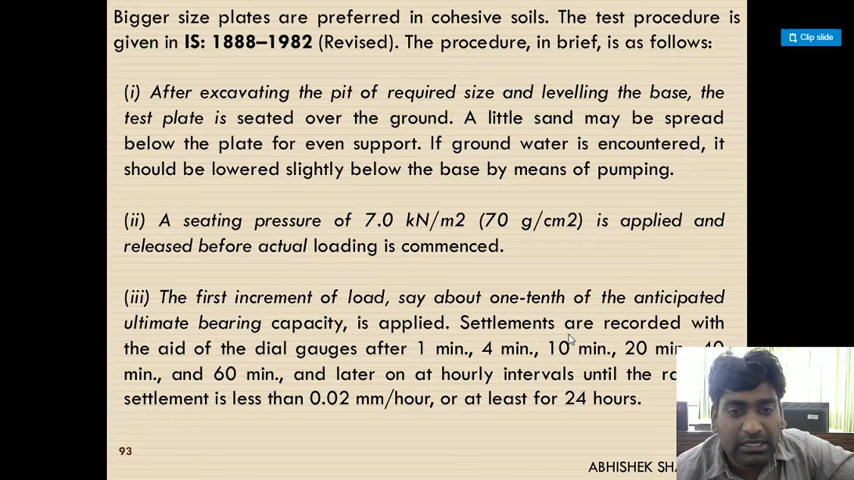 Bigger size plates are preferred in cohesive soils. The test procedure is
given in IS: 1888–1982 (Revised). The procedure, in brief, is as follows:
Clip slide
(i) After excavating the pit of required size and levelling the base, the
test plate is seated over the ground. A little sand may be spread
below the plate for even support. If ground water is encountered, it
should be lowered slightly below the base by means of pumping.
(ii) A seating pressure of 7.0 kN/m2 (70 g/cm2) is applied and
released before actual loading is commenced.
(iii) The first increment of load, say about one-tenth of the anticipated
ultimate bearing capacity, is applied. Settlements are recorded with
the aid of the dial gauges after 1 min., 4 min., 10 min., 20 min. 40
min., and 60 min., and later on at hourly intervals until the
settlement is less than 0.02 mm/hour, or at least for 24 hours.
93
ABHISHEK